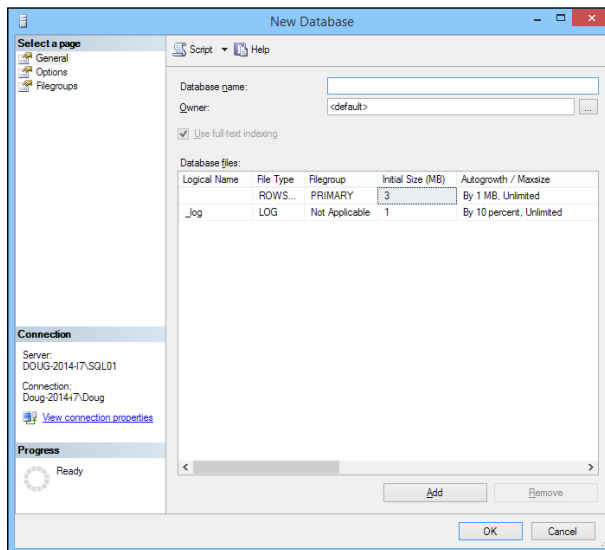 New Database
Select a page
General
Options
Filegroups
Script Help
Database name:
Owner: <default> ...
Use full-text indexing
Database files:
Logical Name File Type Filegroup Initial Size (MB) Autogrowth / Maxsize
ROWS... PRIMARY 3 By 1 MB, Unlimited
_log LOG Not Applicable 1 By 10 percent, Unlimited
Connection
Server:
DOUG-2014-I7\SQL01
Connection:
Doug-2014-i7\Doug
View connection properties
Progress
Ready
Add Remove
OK Cancel